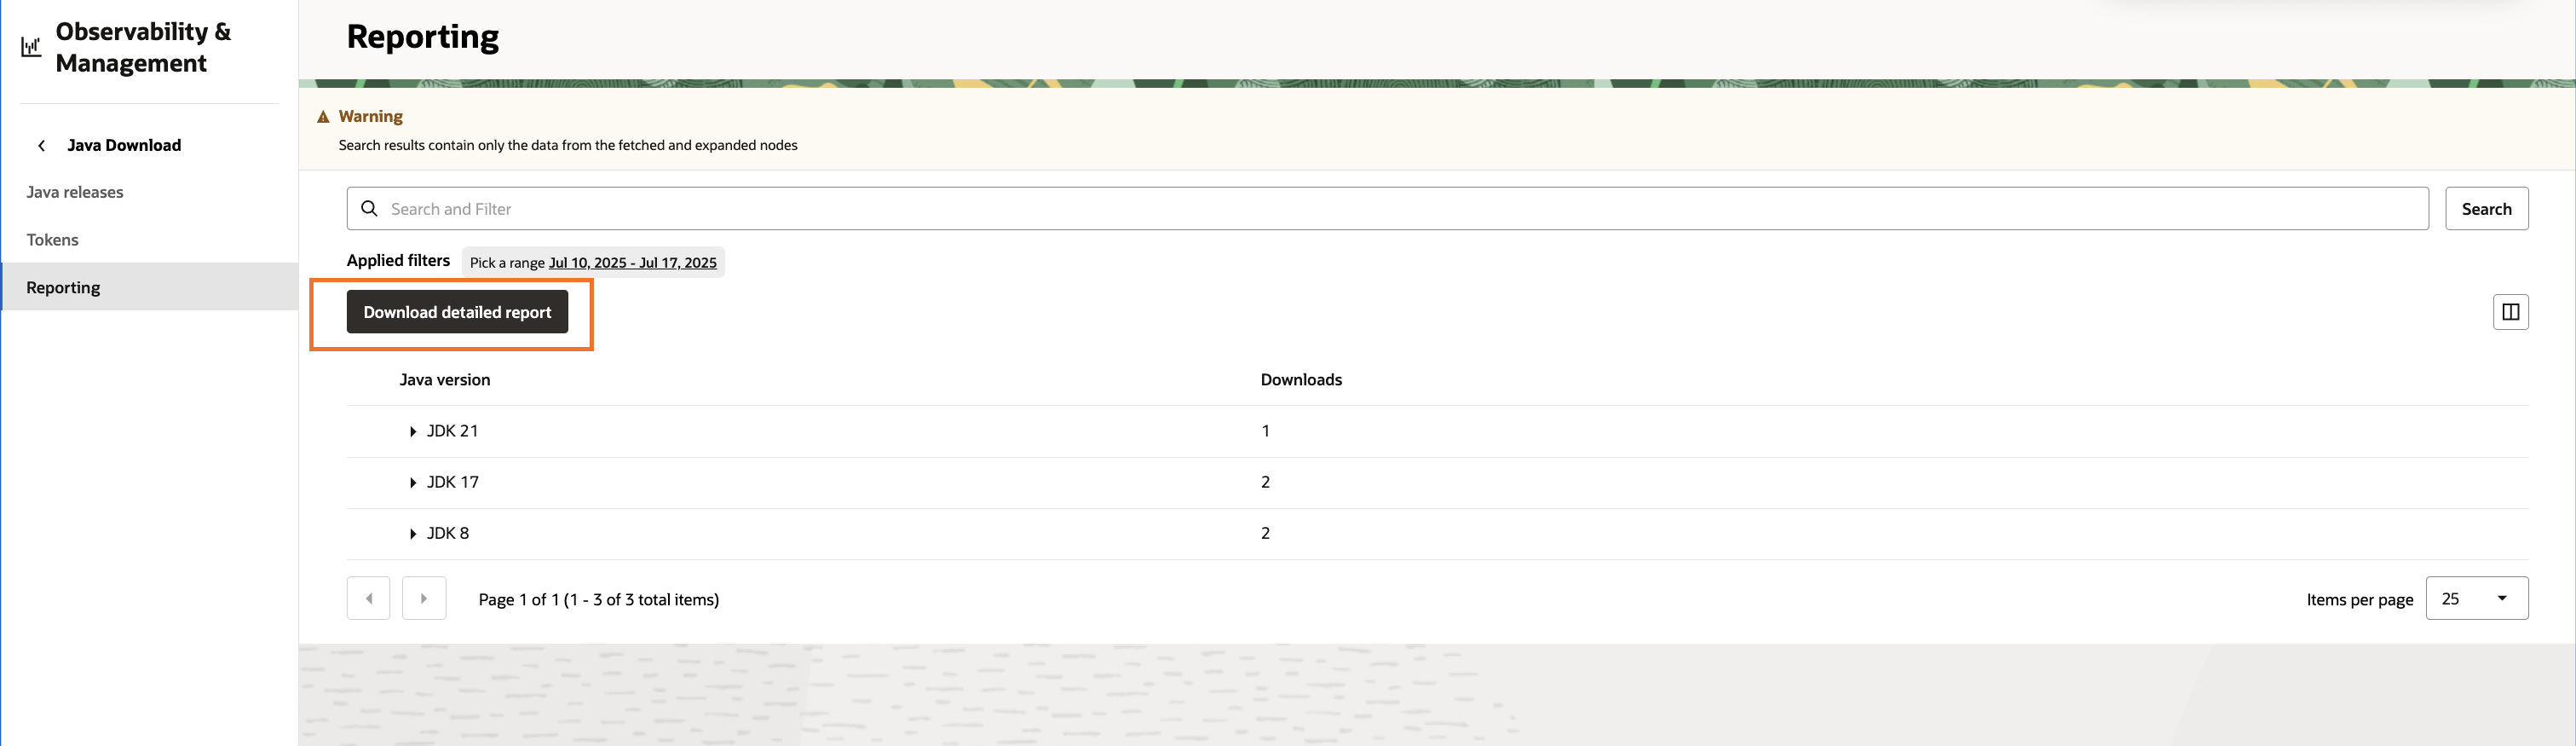 Observability &
Management
Java Download
Java releases
Tokens
Reporting
Reporting
Warning
Search results contain only the data from the fetched and expanded nodes
Search and Filter
Search
Applied filters Pick a range Jul 10, 2025 - Jul 17, 2025
Download detailed report
Java version Downloads
JDK 21 1
JDK 17 2
JDK 8 2
Page 1 of 1 (1 - 3 of 3 total items)
Items per page 25